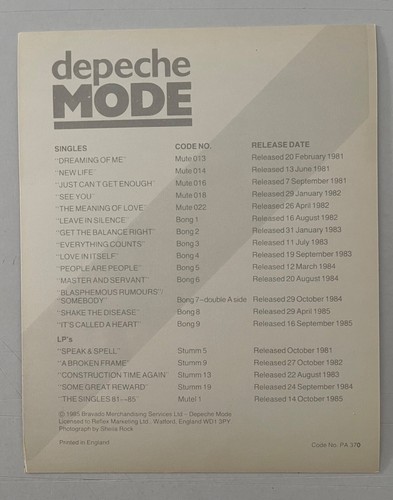 depeche
MODE
SINGLES CODE NO. RELEASE DATE
"DREAMING OF ME" Mute 013 Released 20 February 1981
"NEW LIFE" Mute 014 Released 13 June 1981
"JUST CAN'T GET ENOUGH" Mute 016 Released 7 September 1981
"SEE YOU" Mute 018 Released 29 January 1982
"THE MEANING OF LOVE" Mute 022 Released 26 April 1982
"LEAVE IN SILENCE" Bong 1 Released 16 August 1982
"GET THE BALANCE RIGHT" Bong 2 Released 31 January 1983
"EVERYTHING COUNTS" Bong 3 Released 11 July 1983
"LOVE IN ITSELF" Bong 4 Released 19 September 1983
"PEOPLE ARE PEOPLE" Bong 5 Released 12 March 1984
"MASTER AND SERVANT" Bong 6 Released 20 August 1984
"BLASPHEMOUS RUMOURS"/
"SOMEBODY" Bong 7–double A side Released 29 October 1984
"SHAKE THE DISEASE" Bong 8 Released 29 April 1985
"IT'S CALLED A HEART" Bong 9 Released 16 September 1985
LP's
"SPEAK & SPELL" Stumm 5 Released October 1981
"A BROKEN FRAME" Stumm 9 Released 27 October 1982
"CONSTRUCTION TIME AGAIN" Stumm 13 Released 22 August 1983
"SOME GREAT REWARD" Stumm 19 Released 24 September 1984
"THE SINGLES 81–85" Mutel 1 Released 14 October 1985
© 1985 Bravado Merchandising Services Ltd – Depeche Mode
Licensed to Reflex Marketing Ltd., Watford, England WD1 3PY
Photograph by Sheila Rock
Printed in England Code No. PA 370